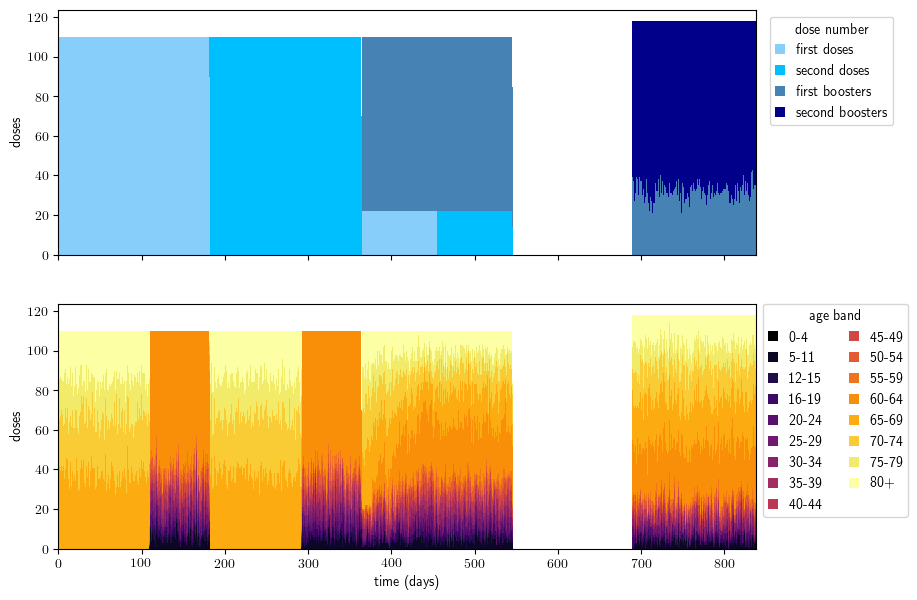 120
100
80
60
40
20
0
doses
dose number
first doses
second doses
first boosters
second boosters
120
100
80
60
40
20
0
doses
0 100 200 300 400 500 600 700 800
time (days)
age band
0-4 45-49
5-11 50-54
12-15 55-59
16-19 60-64
20-24 65-69
25-29 70-74
30-34 75-79
35-39 80+
40-44